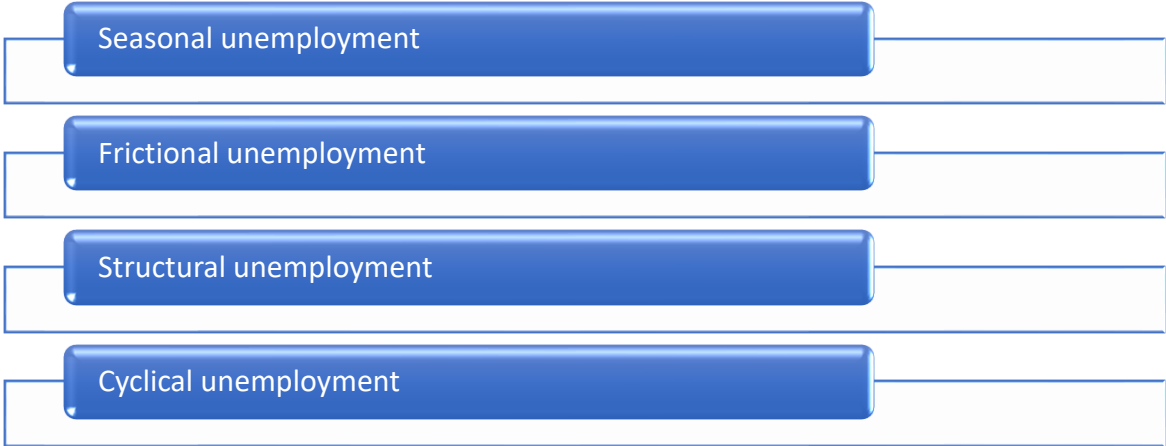 Seasonal unemployment
Frictional unemployment
Structural unemployment
Cyclical unemployment